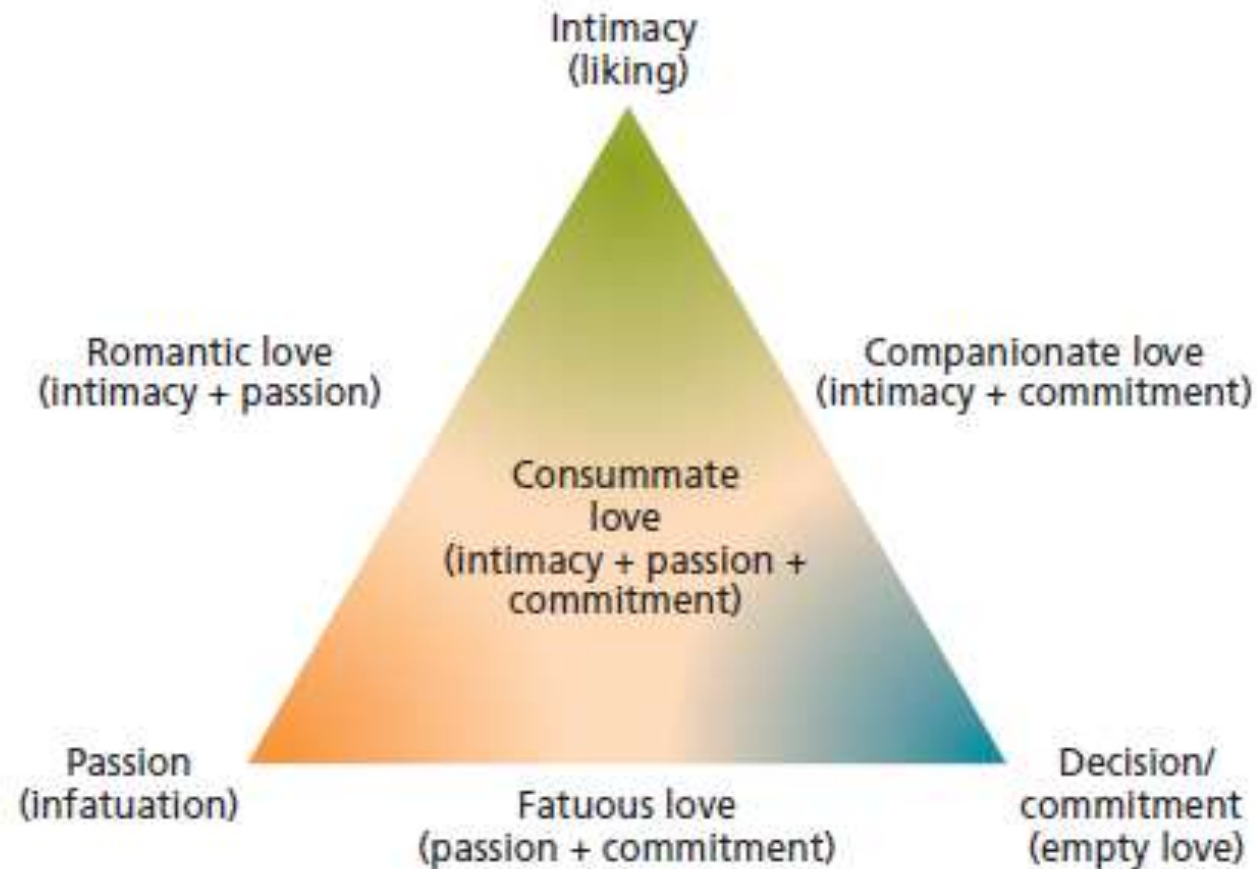 Intimacy
(liking)
Romantic love
(intimacy + passion)
Companionate love
(intimacy + commitment)
Consummate
love
(intimacy + passion +
commitment)
Passion
(infatuation)
Fatuous love
(passion + commitment)
Decision/
commitment
(empty love)